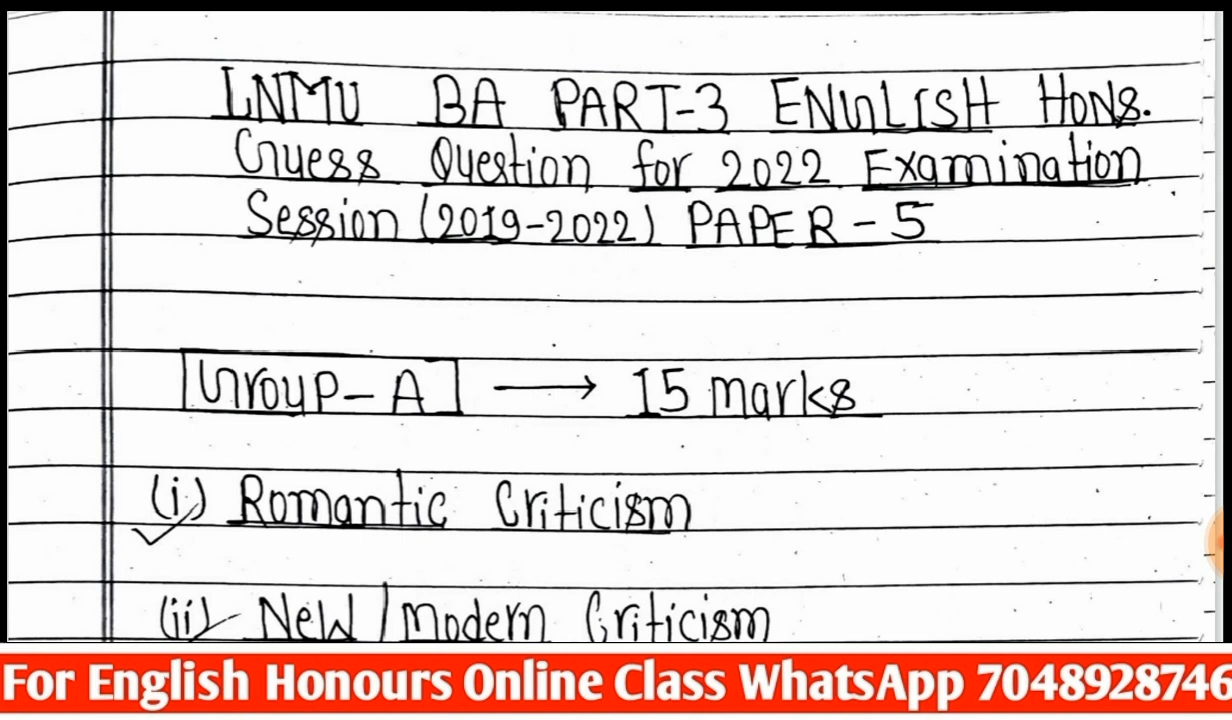 LNMU BA PART-3 ENGLISH HONS.
Guess Question for 2022 Examination
Session (2019-2022) PAPER - 5
Group - A → 15 marks
(i) Romantic Criticism
(ii) New / Modern Criticism
For English Honours Online Class WhatsApp 7048928746